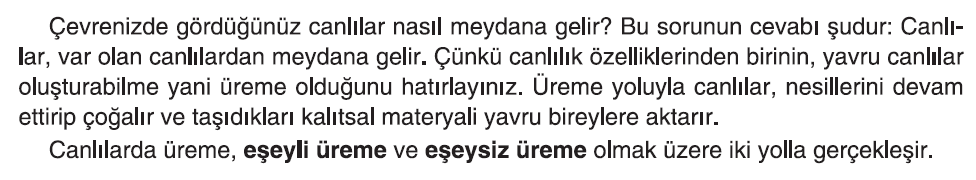 Çevrenizde gördüğünüz canlılar nasıl meydana gelir? Bu sorunun cevabı şudur: Canlı-
lar, var olan canlılardan meydana gelir. Çünkü canlılık özelliklerinden birinin, yavru canlılar
oluşturabilme yani üreme olduğunu hatırlayınız. Üreme yoluyla canlılar, nesillerini devam
ettirip çoğalır ve taşıdıkları kalıtsal materyali yavru bireylere aktarır.
Canlılarda üreme, eşeyli üreme ve eşeysiz üreme olmak üzere iki yolla gerçekleşir.